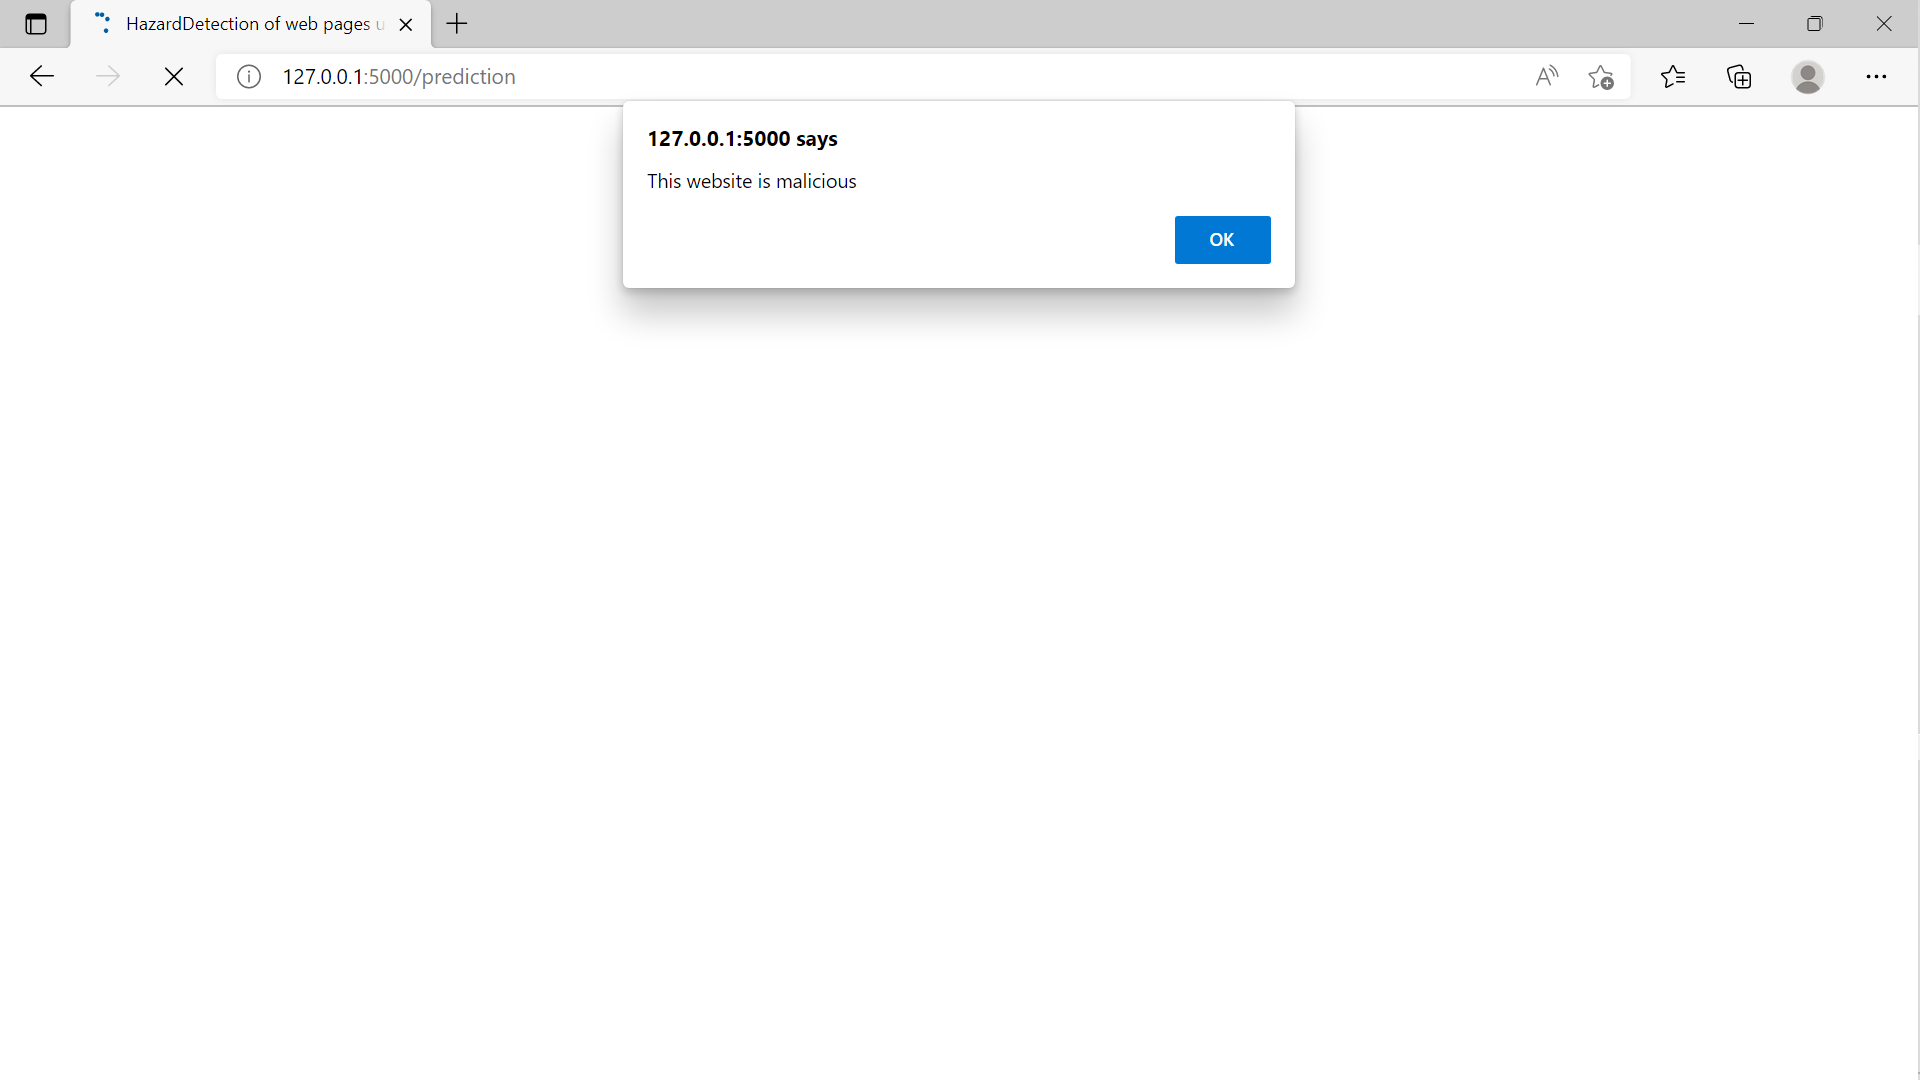 HazardDetection of web pages u
127.0.0.1:5000/prediction
127.0.0.1:5000 says
This website is malicious
OK